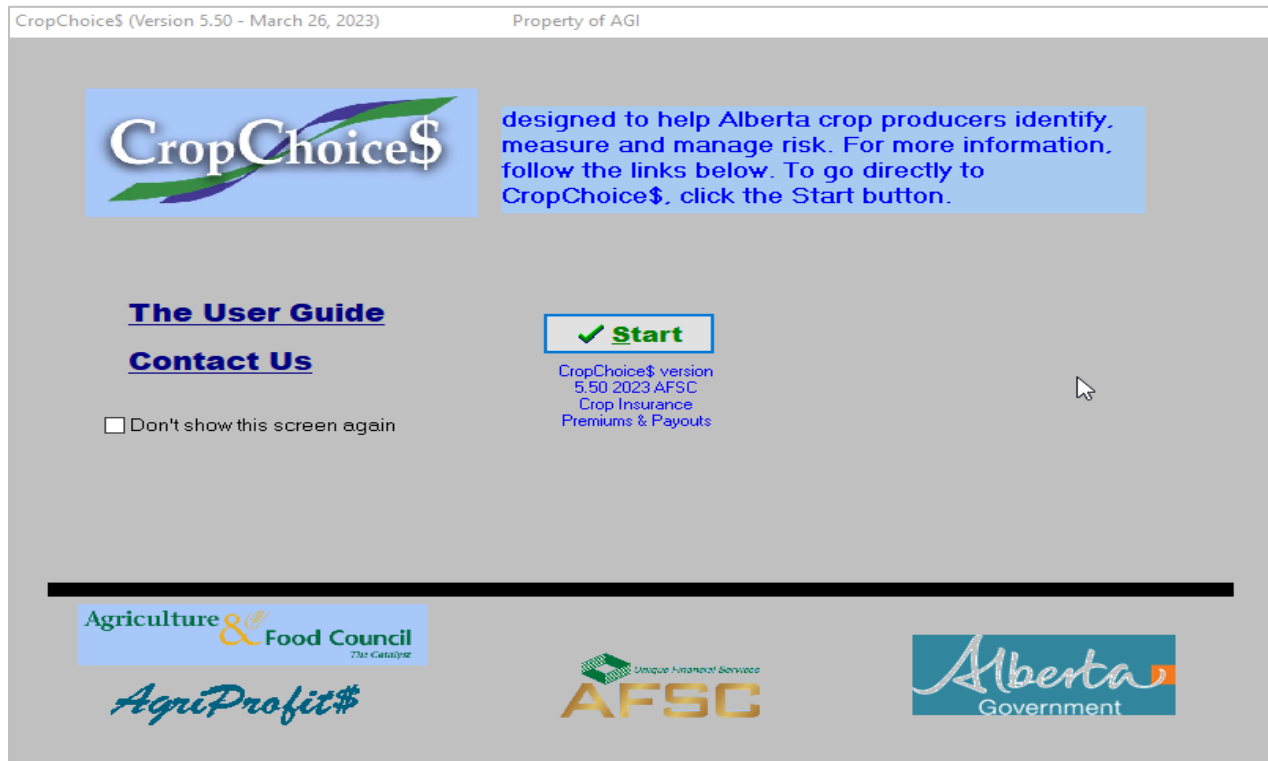 CropChoice$ (Version 5.50 - March 26, 2023) Property of AGI
CropChoice$
designed to help Alberta crop producers identify,
measure and manage risk. For more information,
follow the links below. To go directly to
CropChoice$, click the Start button.
The User Guide
Contact Us
Don't show this screen again
Start
CropChoice$ version
5.50 2023 AFSC
Crop Insurance
Premiums & Payouts
Agriculture &
Food Council
The Catalyst
AgriProfit$
Unique Financial Services
AFSC
Alberta
Government